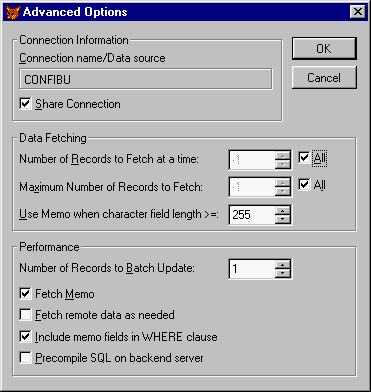 Advanced Options
Connection Information
Connection name/Data source
CONFIBU
Share Connection
OK
Cancel
Data Fetching
Number of Records to Fetch at a time: -1 All
Maximum Number of Records to Fetch: -1 All
Use Memo when character field length >=: 255
Performance
Number of Records to Batch Update: 1
Fetch Memo
Fetch remote data as needed
Include memo fields in WHERE clause
Precompile SQL on backend server